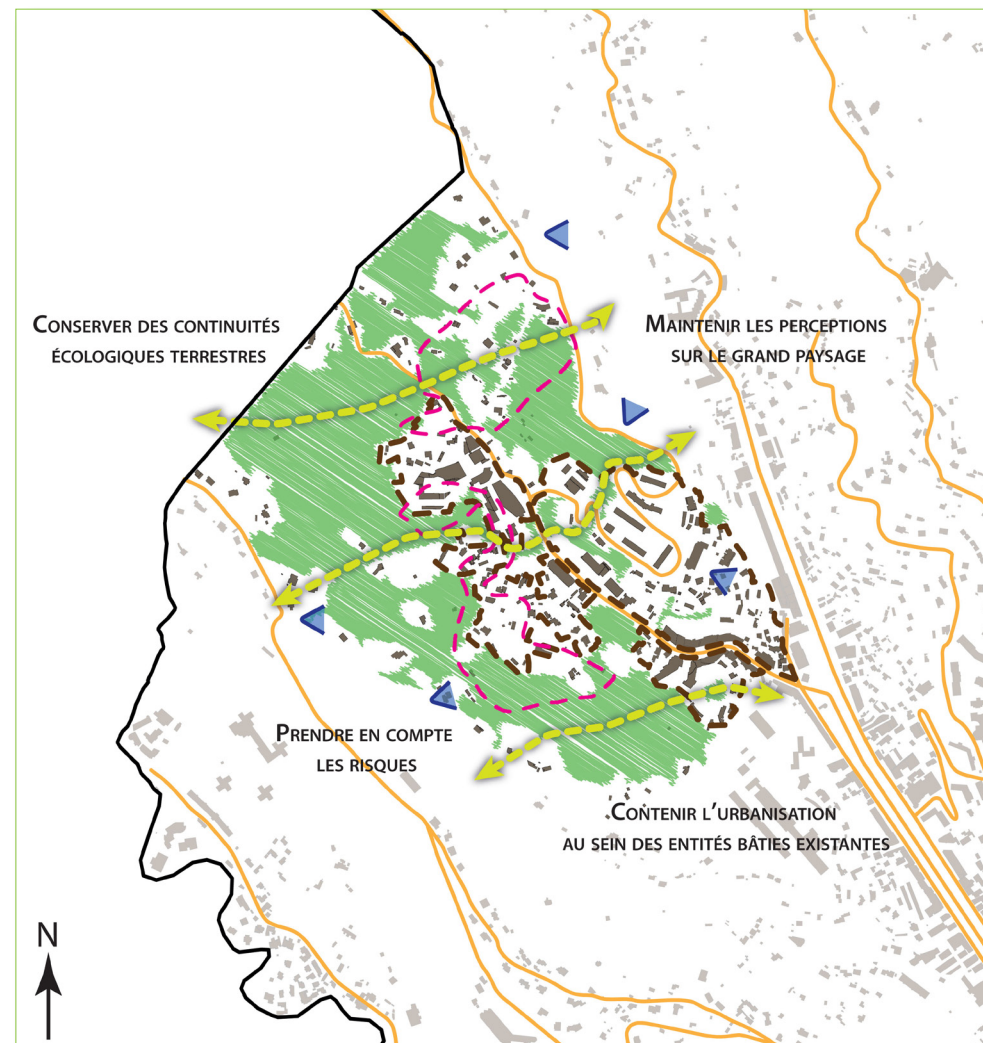 Conserver des continuités
écologiques terrestres
Maintenir les perceptions
sur le grand paysage
Prendre en compte
les risques
Contenir l'urbanisation
au sein des entités bâties existantes
N